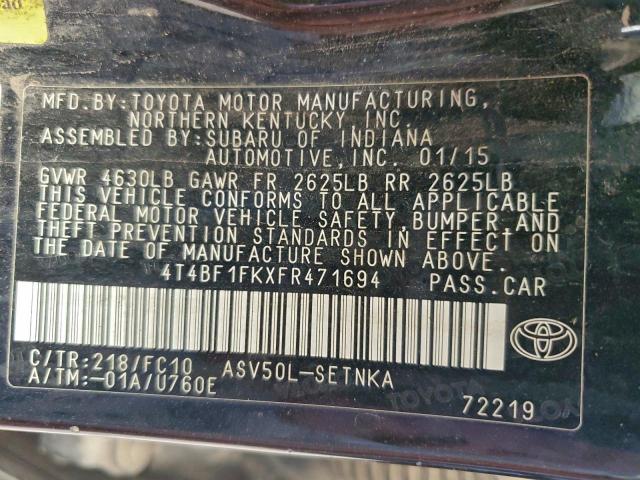 MFD.BY:TOYOTA MOTOR MANUFACTURING,
NORTHERN KENTUCKY, INC.
ASSEMBLED BY:SUBARU OF INDIANA
AUTOMOTIVE,INC. 01/15
GVWR 4630LB GAWR FR 2625LB RR 2625LB
THIS VEHICLE CONFORMS TO ALL APPLICABLE
FEDERAL MOTOR VEHICLE SAFETY,BUMPER,AND
THEFT PREVENTION STANDARDS IN EFFECT ON
THE DATE OF MANUFACTURE SHOWN ABOVE.
4T4BF1FKXFR471694 PASS.CAR
C/TR:218/FC10 ASV50L-SETNKA
A/TM:-01A/U760E
72219
TOYOTA